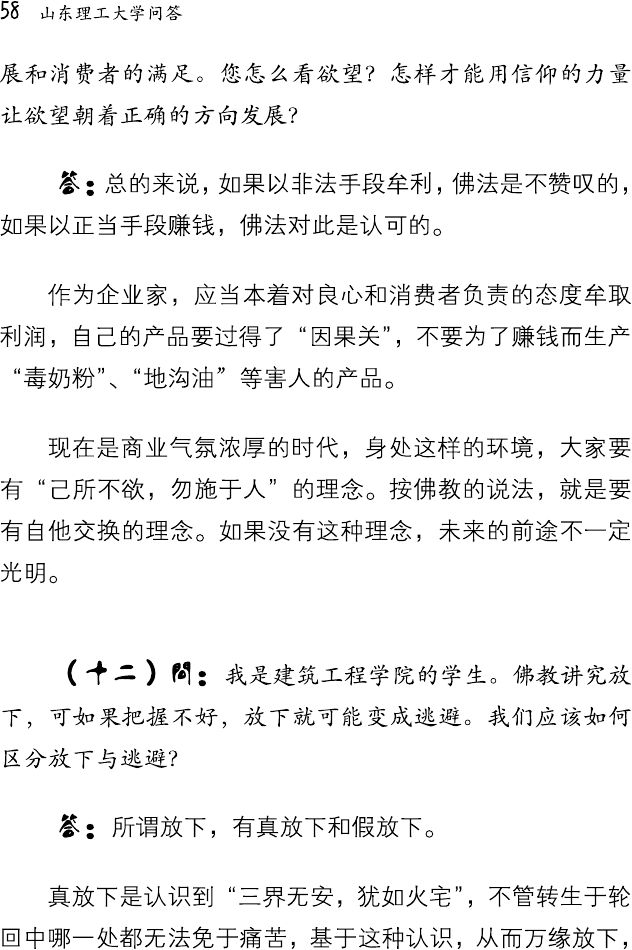 58 山东理工大学问答
展和消费者的满足。您怎么看欲望？怎样才能用信仰的力量
让欲望朝着正确的方向发展？
答：总的来说，如果以非法手段牟利，佛法是不赞叹的，
如果以正当手段赚钱，佛法对此是认可的。
作为企业家，应当本着对良心和消费者负责的态度牟取
利润，自己的产品要过得了“因果关”，不要为了赚钱而生产
“毒奶粉”、“地沟油”等害人的产品。
现在是商业气氛浓厚的时代，身处这样的环境，大家要
有“己所不欲，勿施于人”的理念。按佛教的说法，就是要
有自他交换的理念。如果没有这种理念，未来的前途不一定
光明。
（十二）问：我是建筑工程学院的学生。佛教讲究放
下，可如果把握不好，放下就可能变成逃避。我们应该如何
区分放下与逃避？
答：所谓放下，有真放下和假放下。
真放下是认识到“三界无安，犹如火宅”，不管转生于轮
回中哪一处都无法免于痛苦，基于这种认识，从而万缘放下，